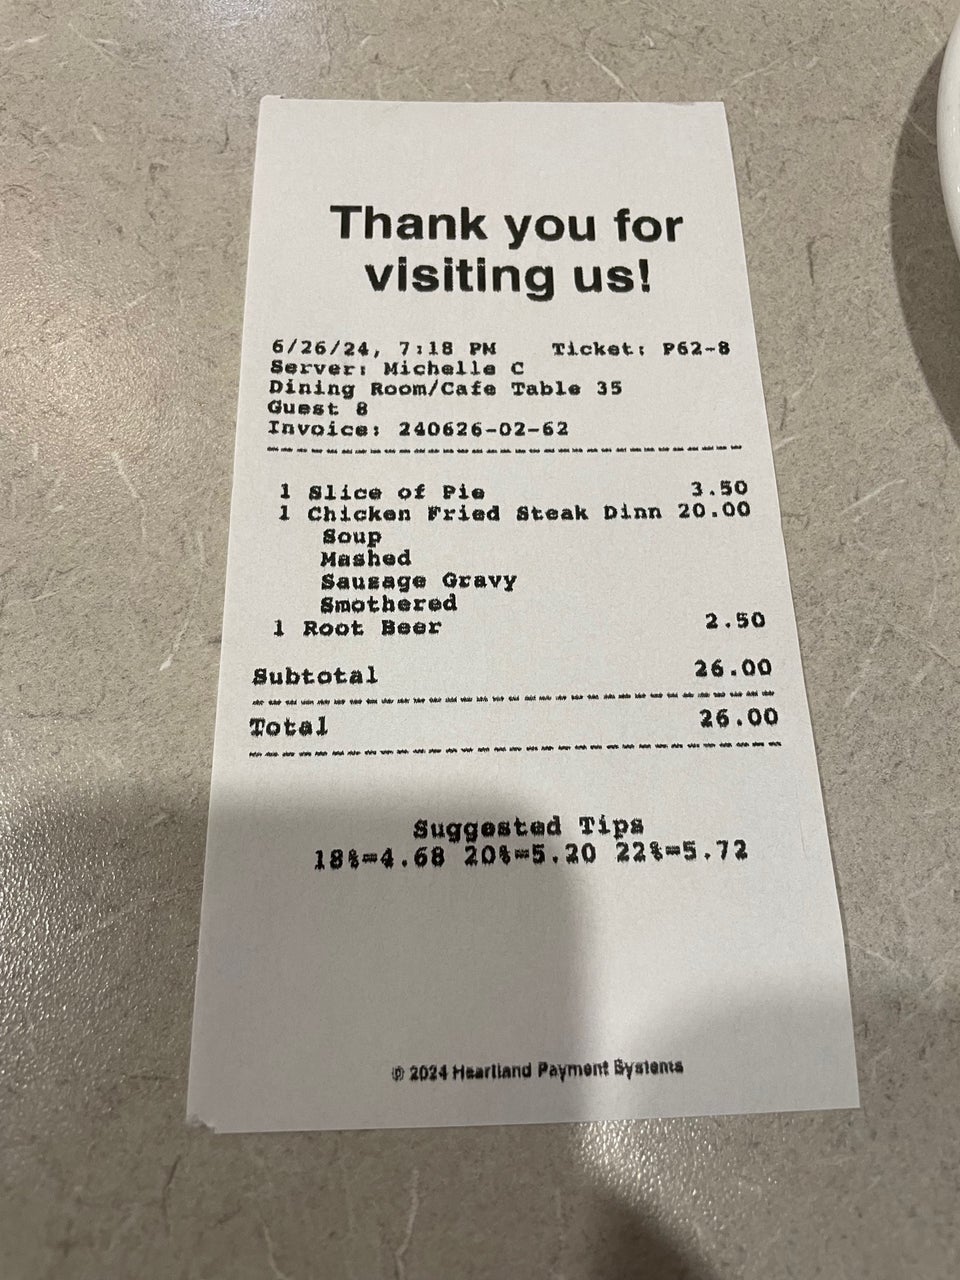 Thank you for
visiting us!
6/26/24, 7:18 PM Ticket: P62-8
Server: Michelle C
Dining Room/Cafe Table 35
Guest 8
Invoice: 240626-02-62
1 Slice of Pie 3.50
1 Chicken Fried Steak Dinn 20.00
Soup
Mashed
Sausage Gravy
Smothered
1 Root Beer 2.50
Subtotal 26.00
Total 26.00
Suggested Tips
18%=4.68 20%=5.20 22%=5.72
© 2024 Heartland Payment Systems